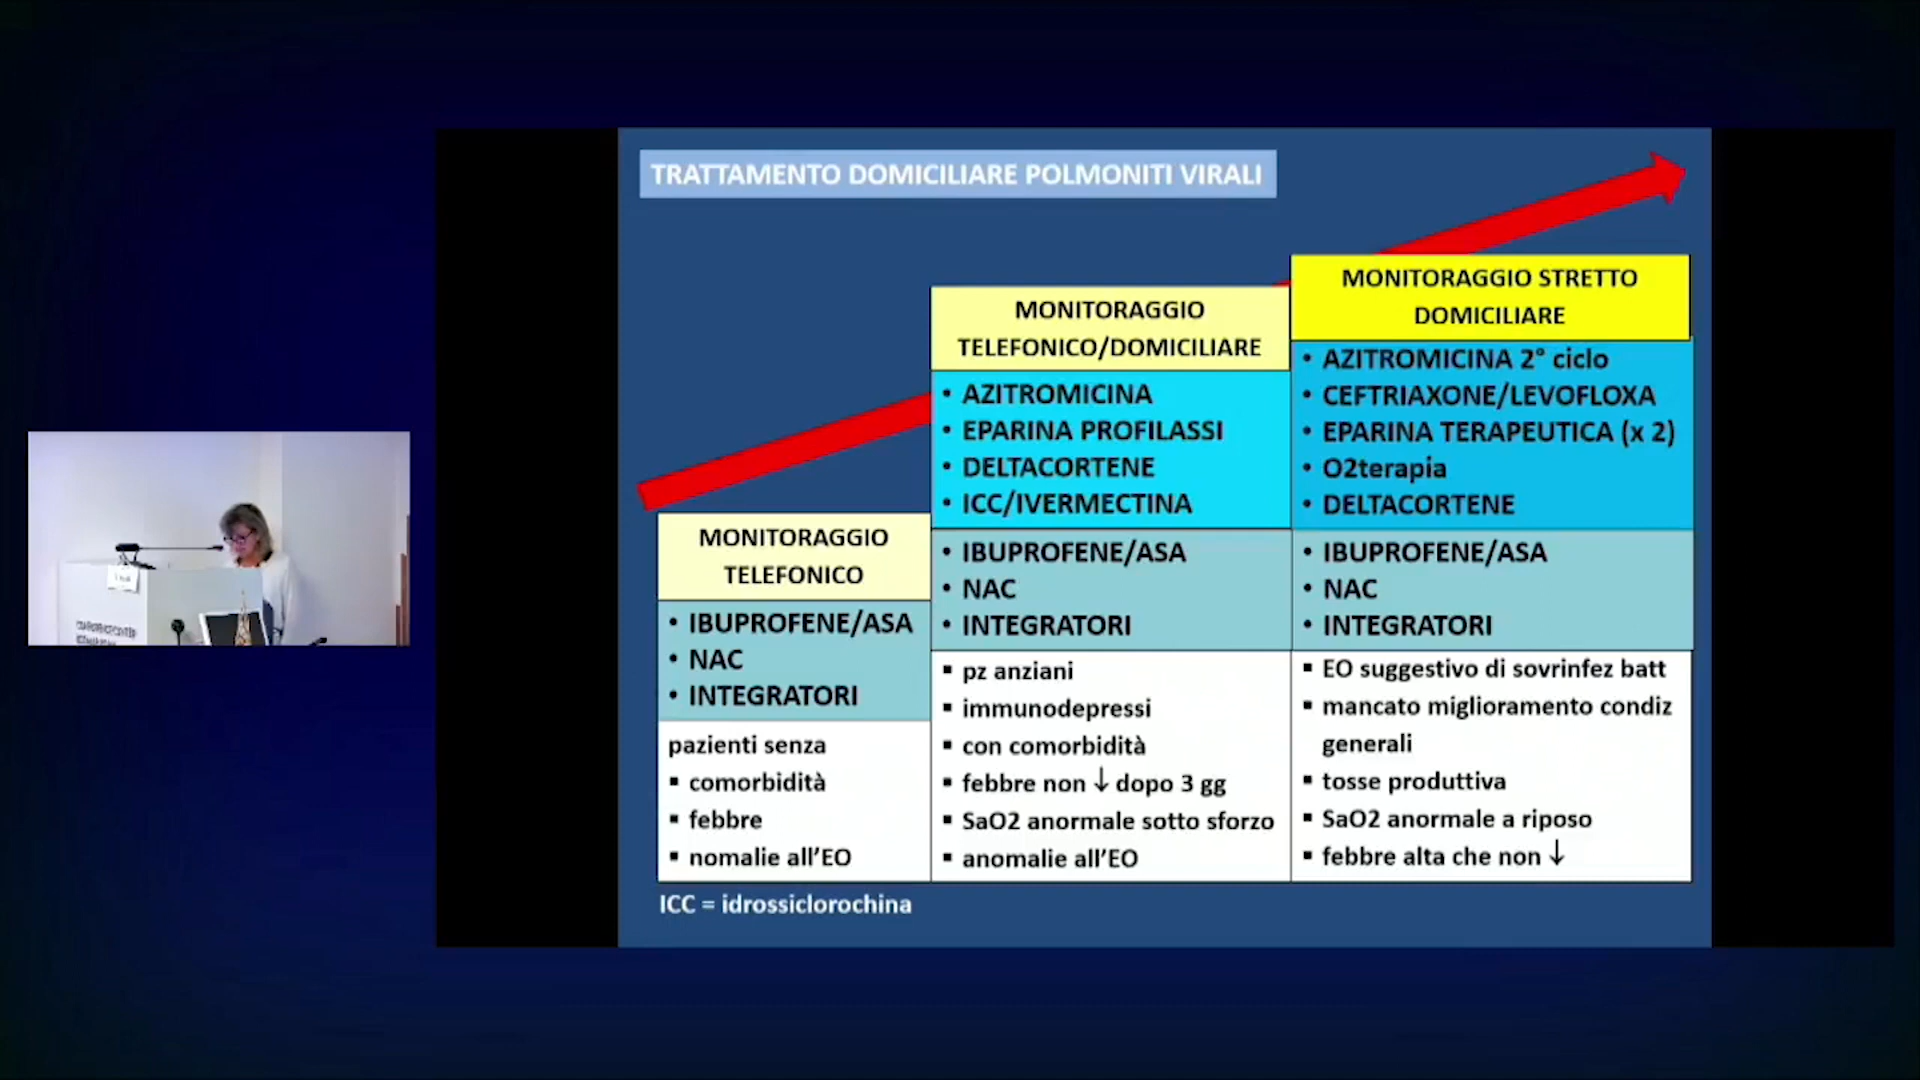 TRATTAMENTO DOMICILIARE POLMONITI VIRALI
MONITORAGGIO
TELEFONICO
• IBUPROFENE/ASA
• NAC
• INTEGRATORI
pazienti senza
▪ comorbidità
▪ febbre
▪ nomalie all'EO
MONITORAGGIO
TELEFONICO/DOMICILIARE
• AZITROMICINA
• EPARINA PROFILASSI
• DELTACORTENE
• ICC/IVERMECTINA
• IBUPROFENE/ASA
• NAC
• INTEGRATORI
▪ pz anziani
▪ immunodepressi
▪ con comorbidità
▪ febbre non ↓ dopo 3 gg
▪ SaO2 anormale sotto sforzo
▪ anomalie all'EO
MONITORAGGIO STRETTO
DOMICILIARE
• AZITROMICINA 2° ciclo
• CEFTRIAXONE/LEVOFLOXA
• EPARINA TERAPEUTICA (x 2)
• O2terapia
• DELTACORTENE
• IBUPROFENE/ASA
• NAC
• INTEGRATORI
▪ EO suggestivo di sovrinfez batt
▪ mancato miglioramento condiz
generali
▪ tosse produttiva
▪ SaO2 anormale a riposo
▪ febbre alta che non ↓
ICC = idrossiclorochina